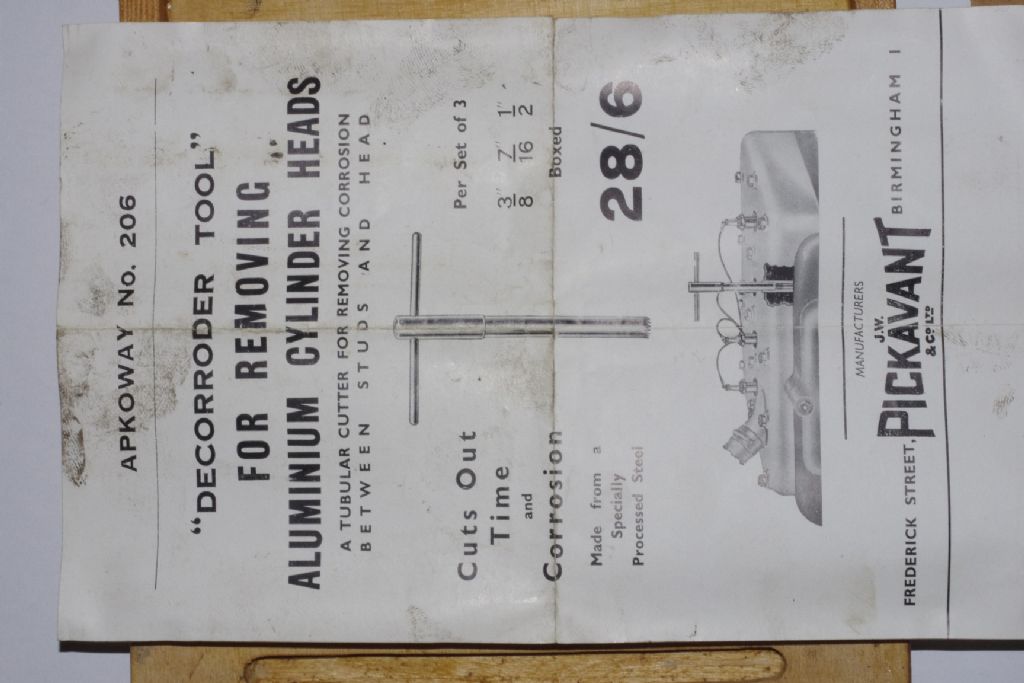 APKOWAY No. 206
“DECORRODER TOOL”
FOR REMOVING
ALUMINIUM CYLINDER HEADS
A TUBULAR CUTTER FOR REMOVING CORROSION
BETWEEN STUDS AND HEAD
Cuts Out
Time
and
Corrosion
Made from a
Specially
Processed Steel
Per Set of 3
3/8" 7/16" 1/2"
Boxed
28/6
MANUFACTURERS
FREDERICK STREET, J.W. PICKAVANT & Co LTD BIRMINGHAM 1